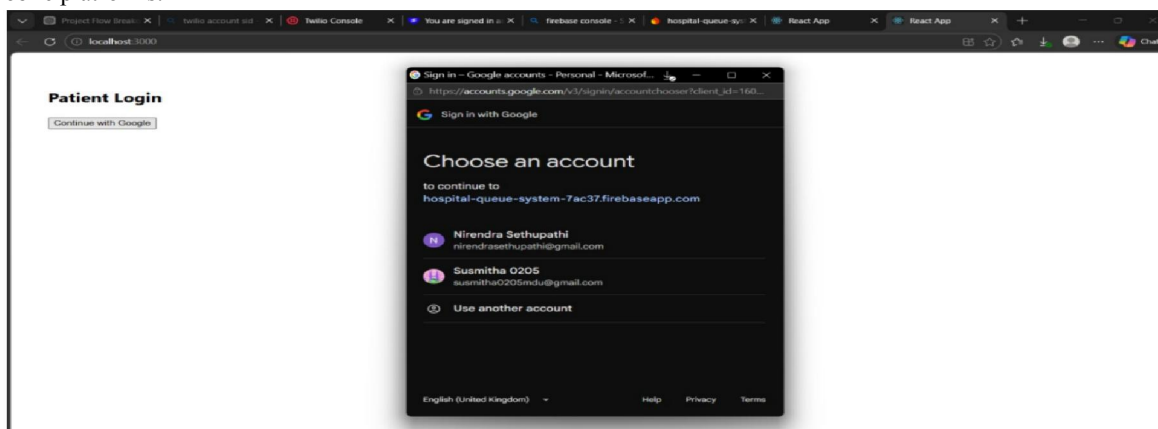 Project Flow Break
twilio account sid
Twilio Console
You are signed in a
firebase console - S
hospital-queue-sys
React App
React App
localhost:3000
Chat
Sign in – Google accounts - Personal - Microsof...
https://accounts.google.com/v3/signin/accountchooser?client_id=160...
Patient Login
Continue with Google
Sign in with Google
Choose an account
to continue to
hospital-queue-system-7ac37.firebaseapp.com
N
Nirendra Sethupathi
nirendrasethupathi@gmail.com
Susmitha 0205
susmitha0205mdu@gmail.com
Use another account
English (United Kingdom)
Help Privacy Terms